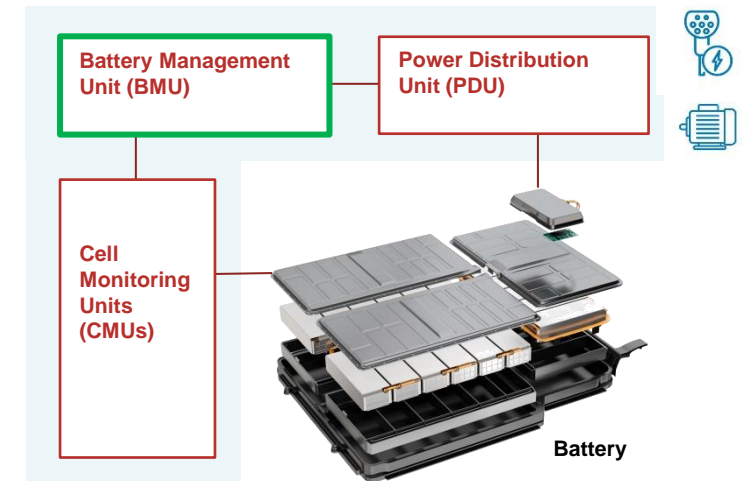 Battery Management
Unit (BMU)
Power Distribution
Unit (PDU)
Cell
Monitoring
Units
(CMUs)
Battery